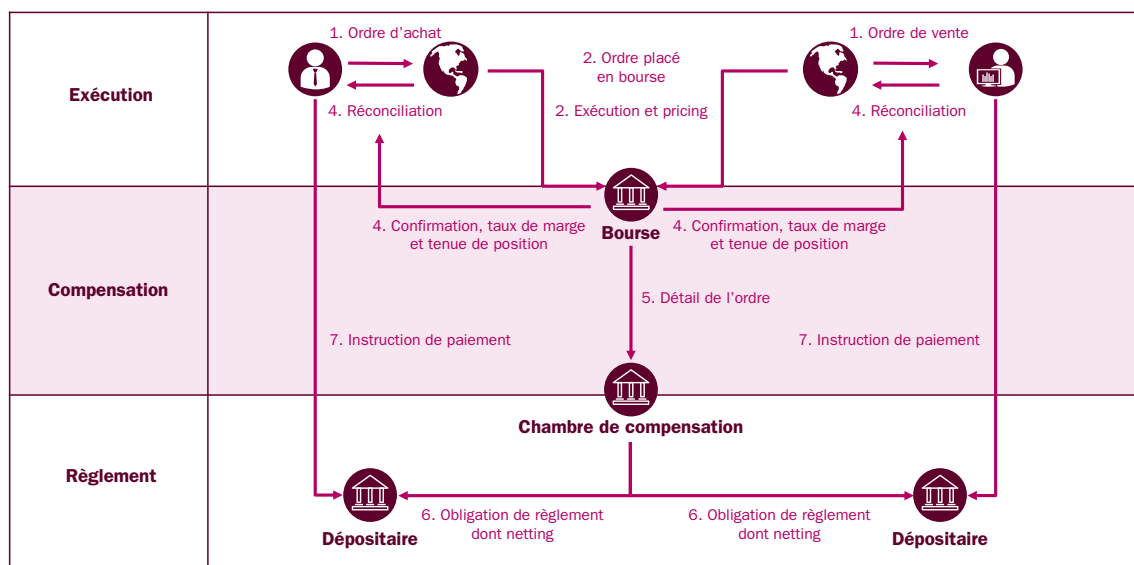 1. Ordre d'achat
1. Ordre de vente
2. Ordre placé
en bourse
Exécution
2. Exécution et pricing
4. Réconciliation
4. Réconciliation
4. Confirmation, taux de marge
et tenue de position
Bourse
4. Confirmation, taux de marge
et tenue de position
Compensation
5. Détail de l'ordre
7. Instruction de paiement
7. Instruction de paiement
Chambre de compensation
Règlement
6. Obligation de règlement
dont netting
6. Obligation de règlement
dont netting
Dépositaire
Dépositaire